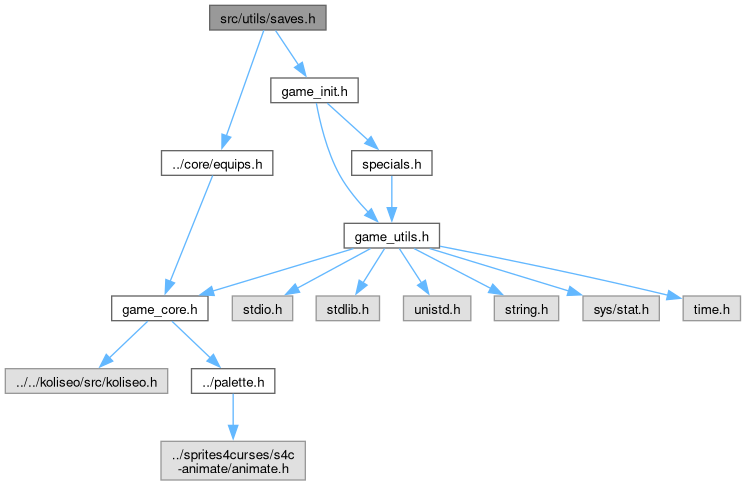 src/utils/saves.h
game_init.h
../core/equips.h
specials.h
game_utils.h
game_core.h
stdio.h
stdlib.h
unistd.h
string.h
sys/stat.h
time.h
../../koliseo/src/koliseo.h
../palette.h
../sprites4curses/s4c
-animate/animate.h